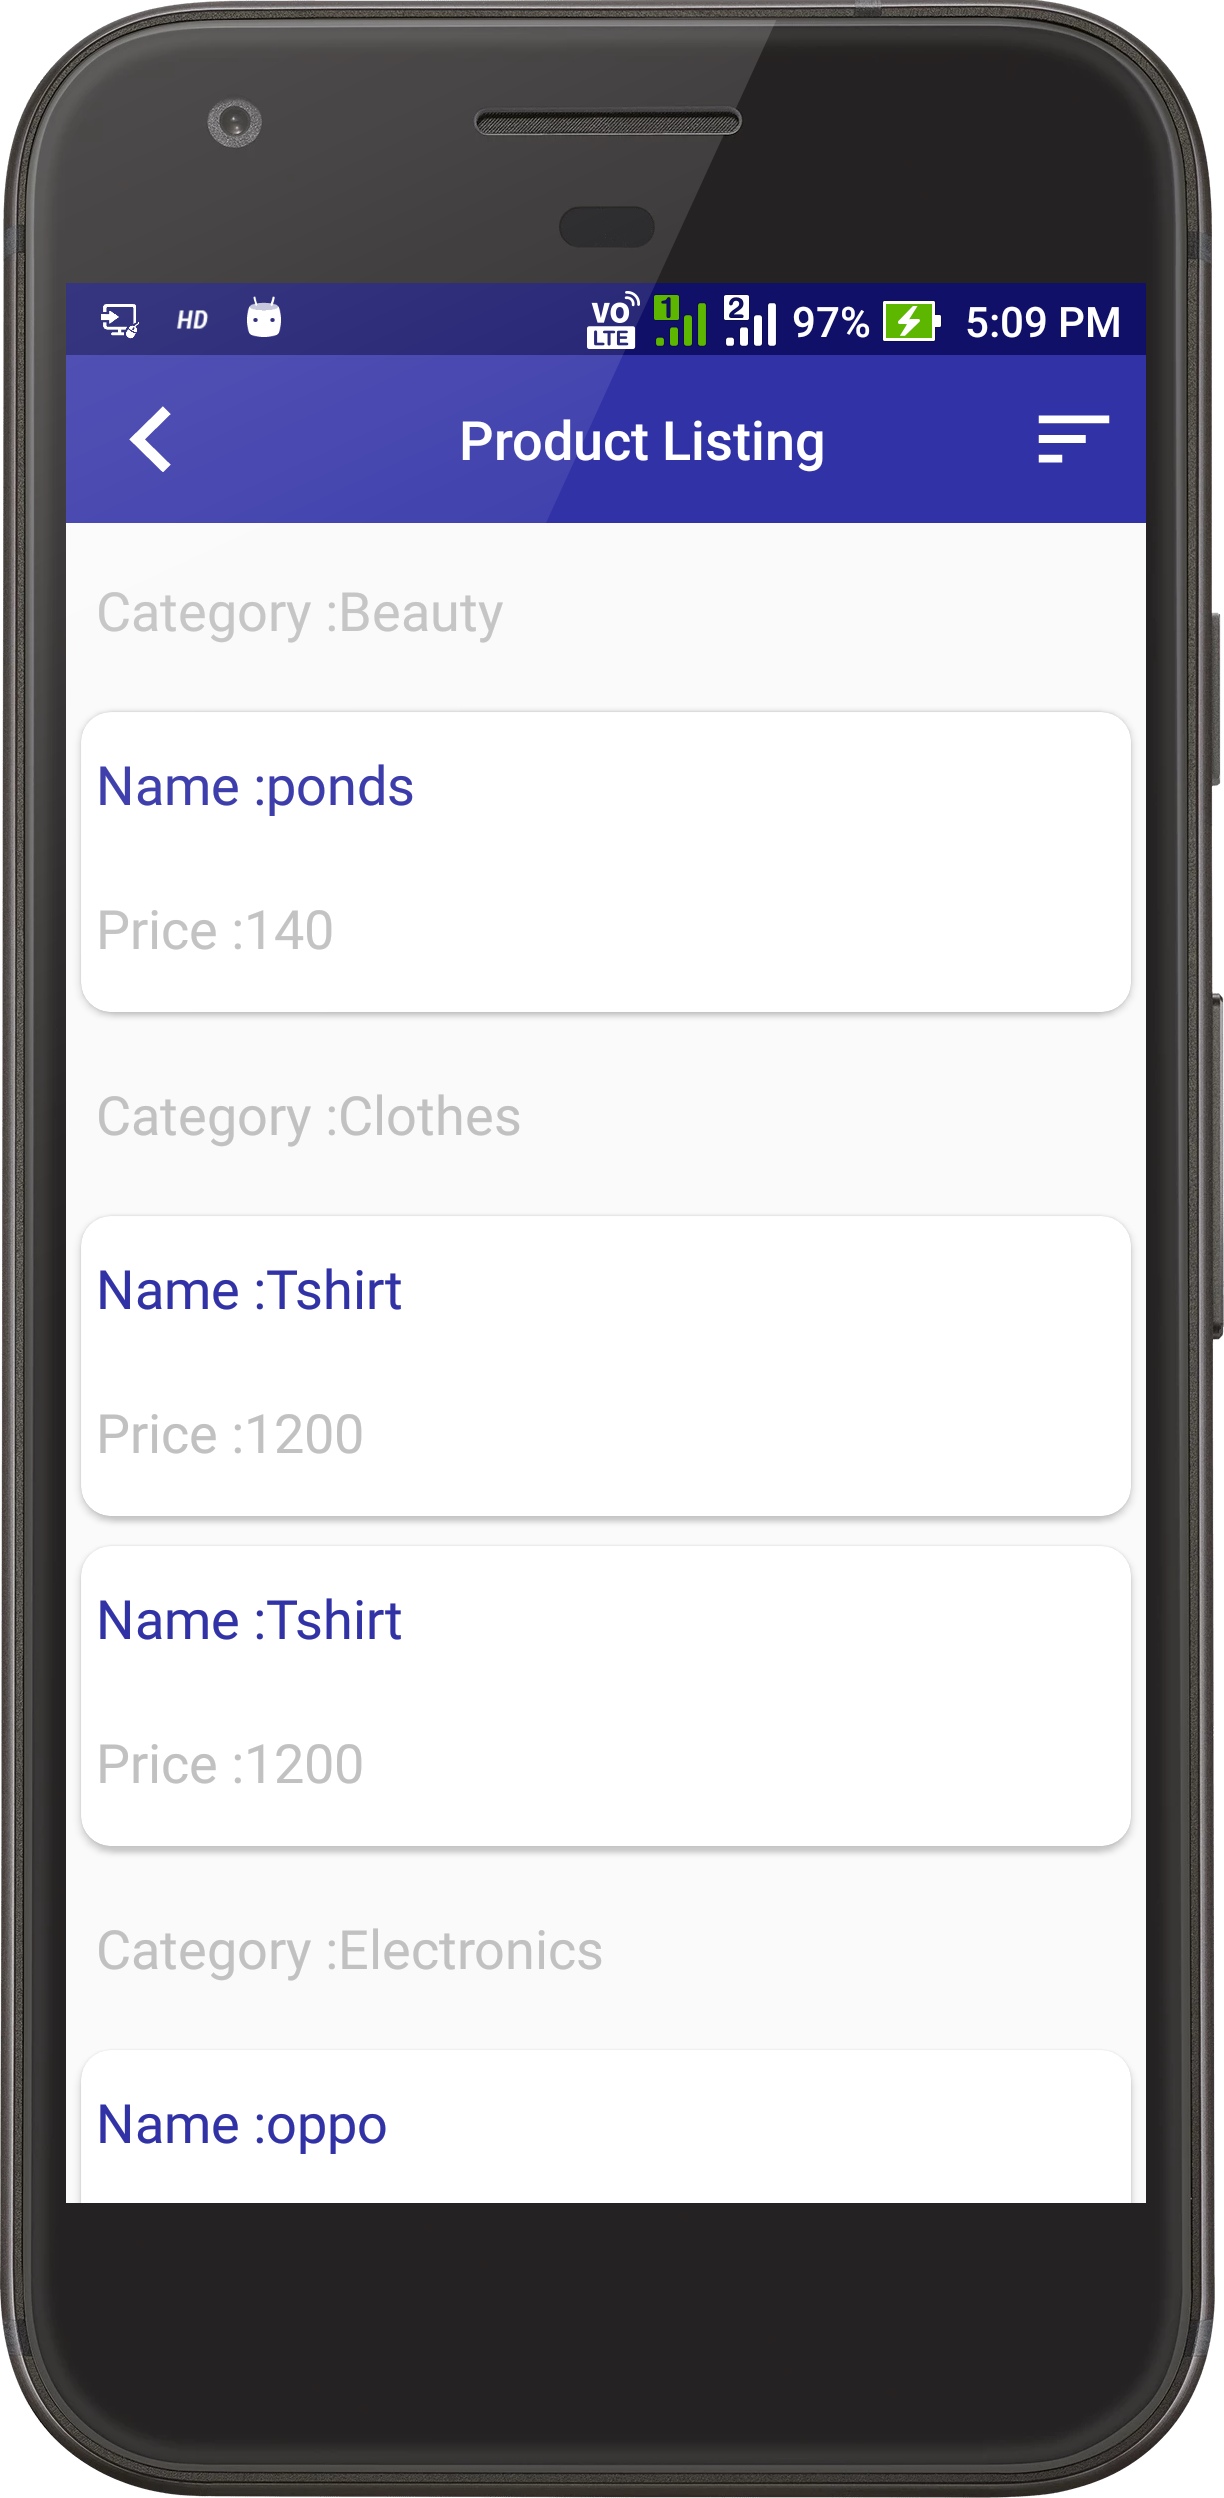 HD VO LTE 1 2 97% 5:09 PM
Product Listing
Category :Beauty
Name :ponds
Price :140
Category :Clothes
Name :Tshirt
Price :1200
Name :Tshirt
Price :1200
Category :Electronics
Name :oppo